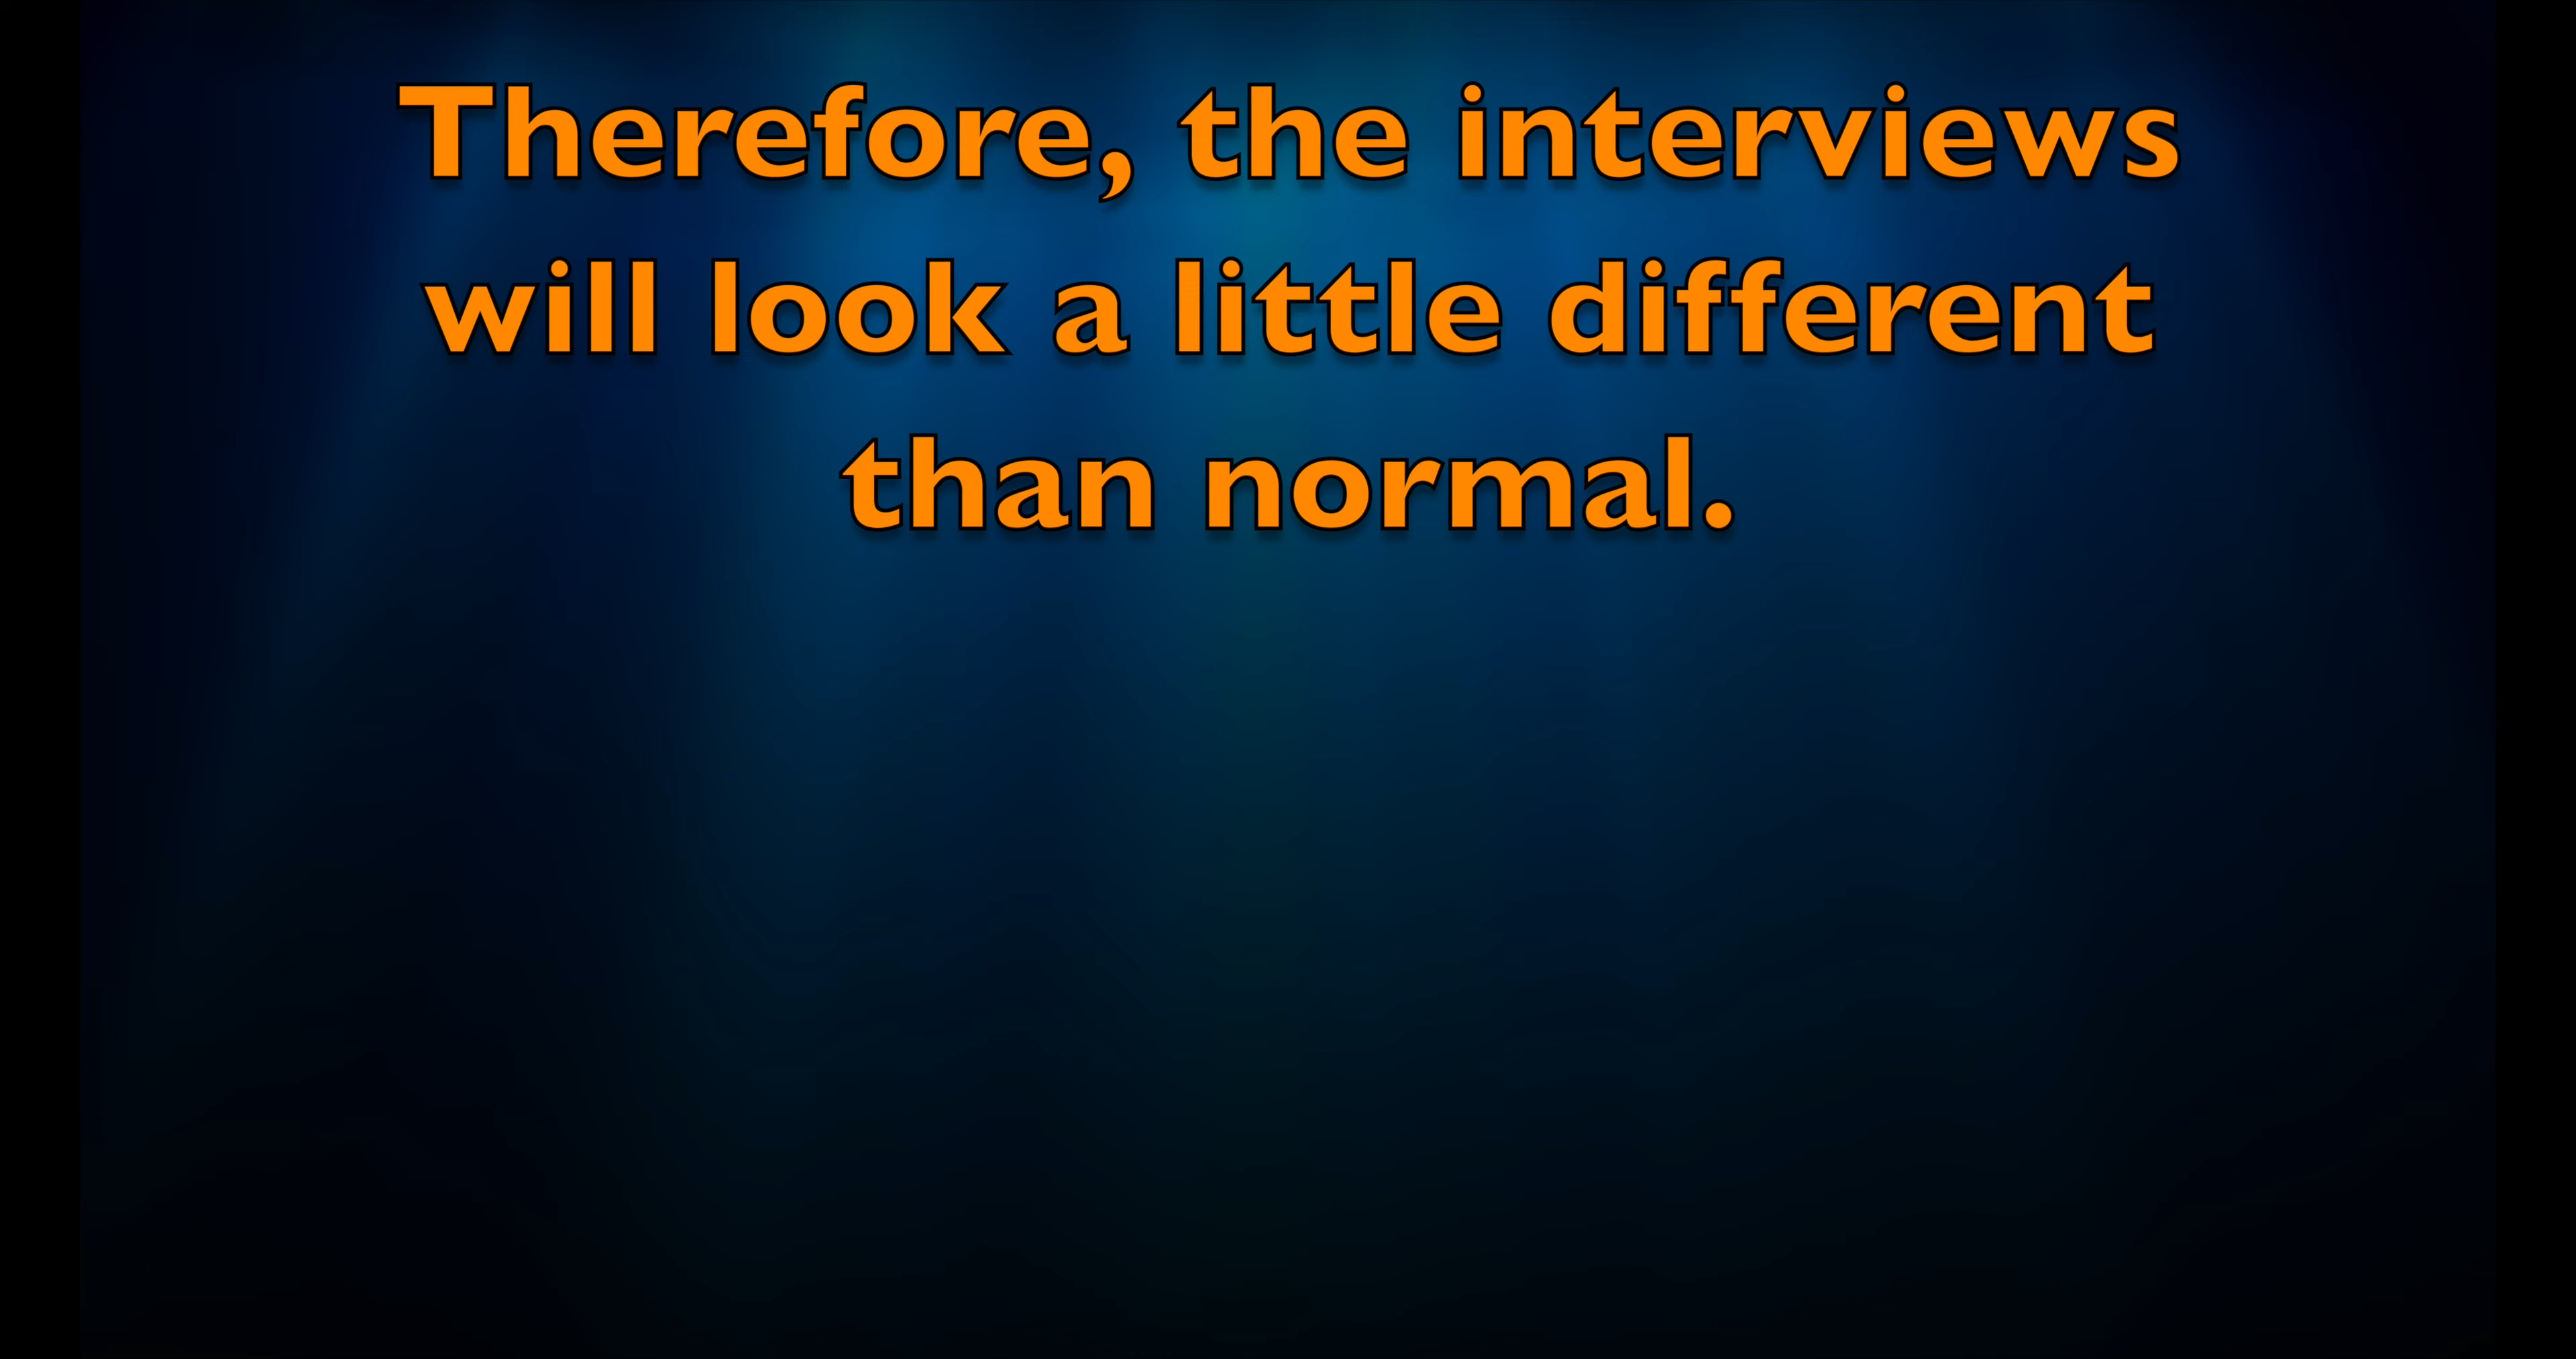 Therefore, the interviews
will look a little different
than normal.